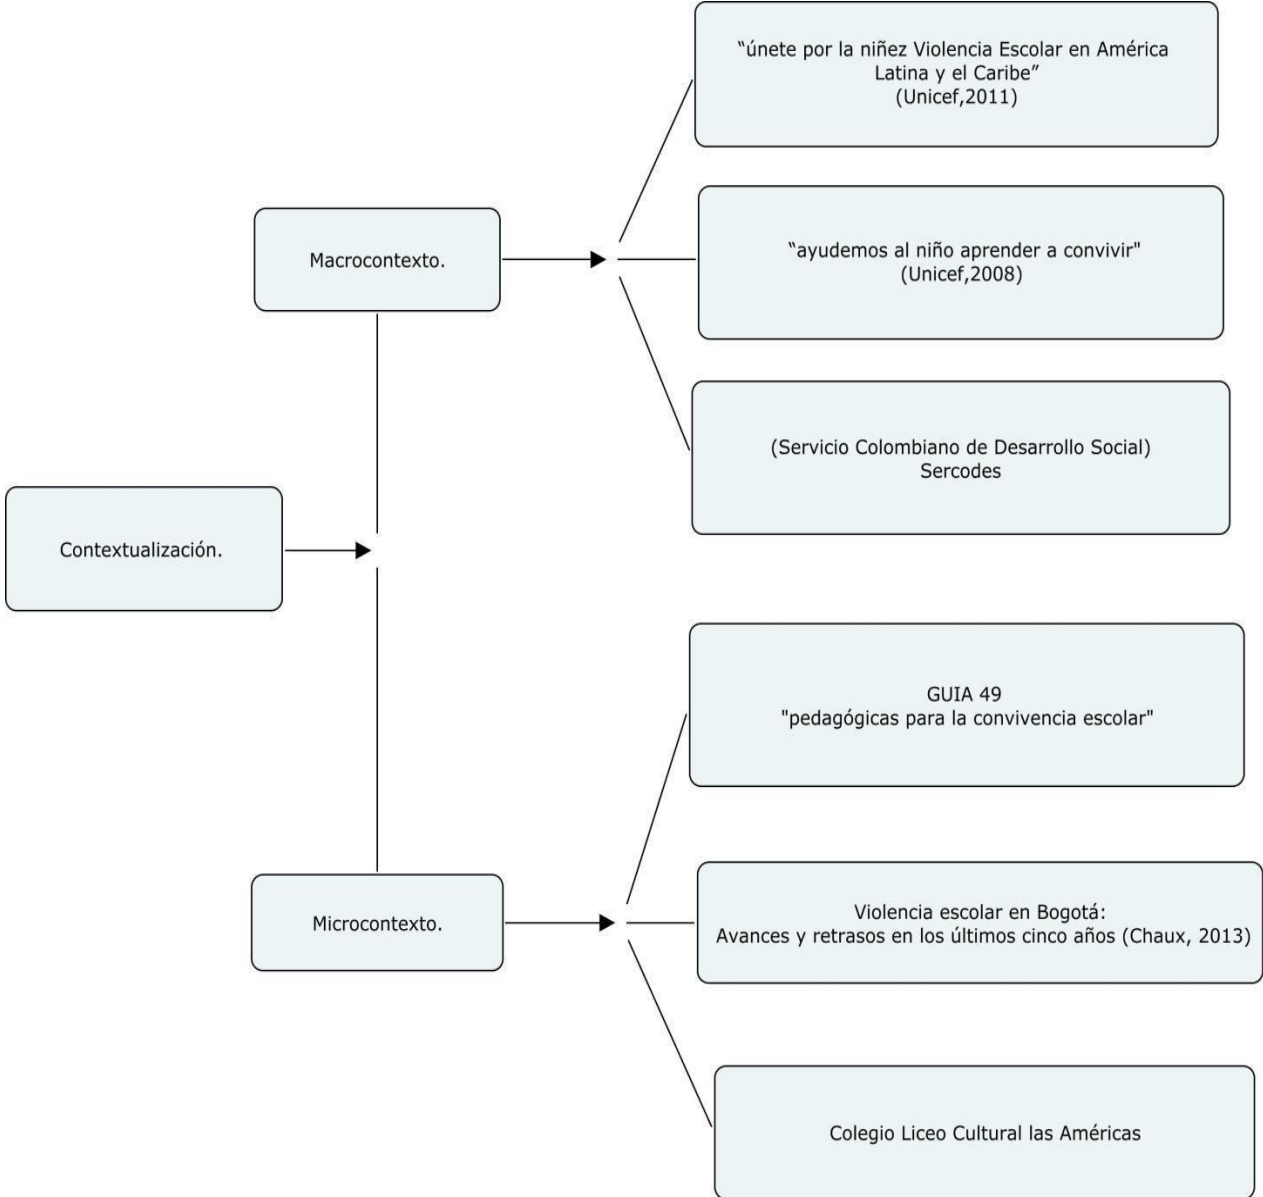 “únete por la niñez Violencia Escolar en América
Latina y el Caribe”
(Unicef,2011)
Macrocontexto.
“ayudemos al niño aprender a convivir"
(Unicef,2008)
(Servicio Colombiano de Desarrollo Social)
Sercodes
Contextualización.
GUIA 49
"pedagógicas para la convivencia escolar"
Microcontexto.
Violencia escolar en Bogotá:
Avances y retrasos en los últimos cinco años (Chaux, 2013)
Colegio Liceo Cultural las Américas